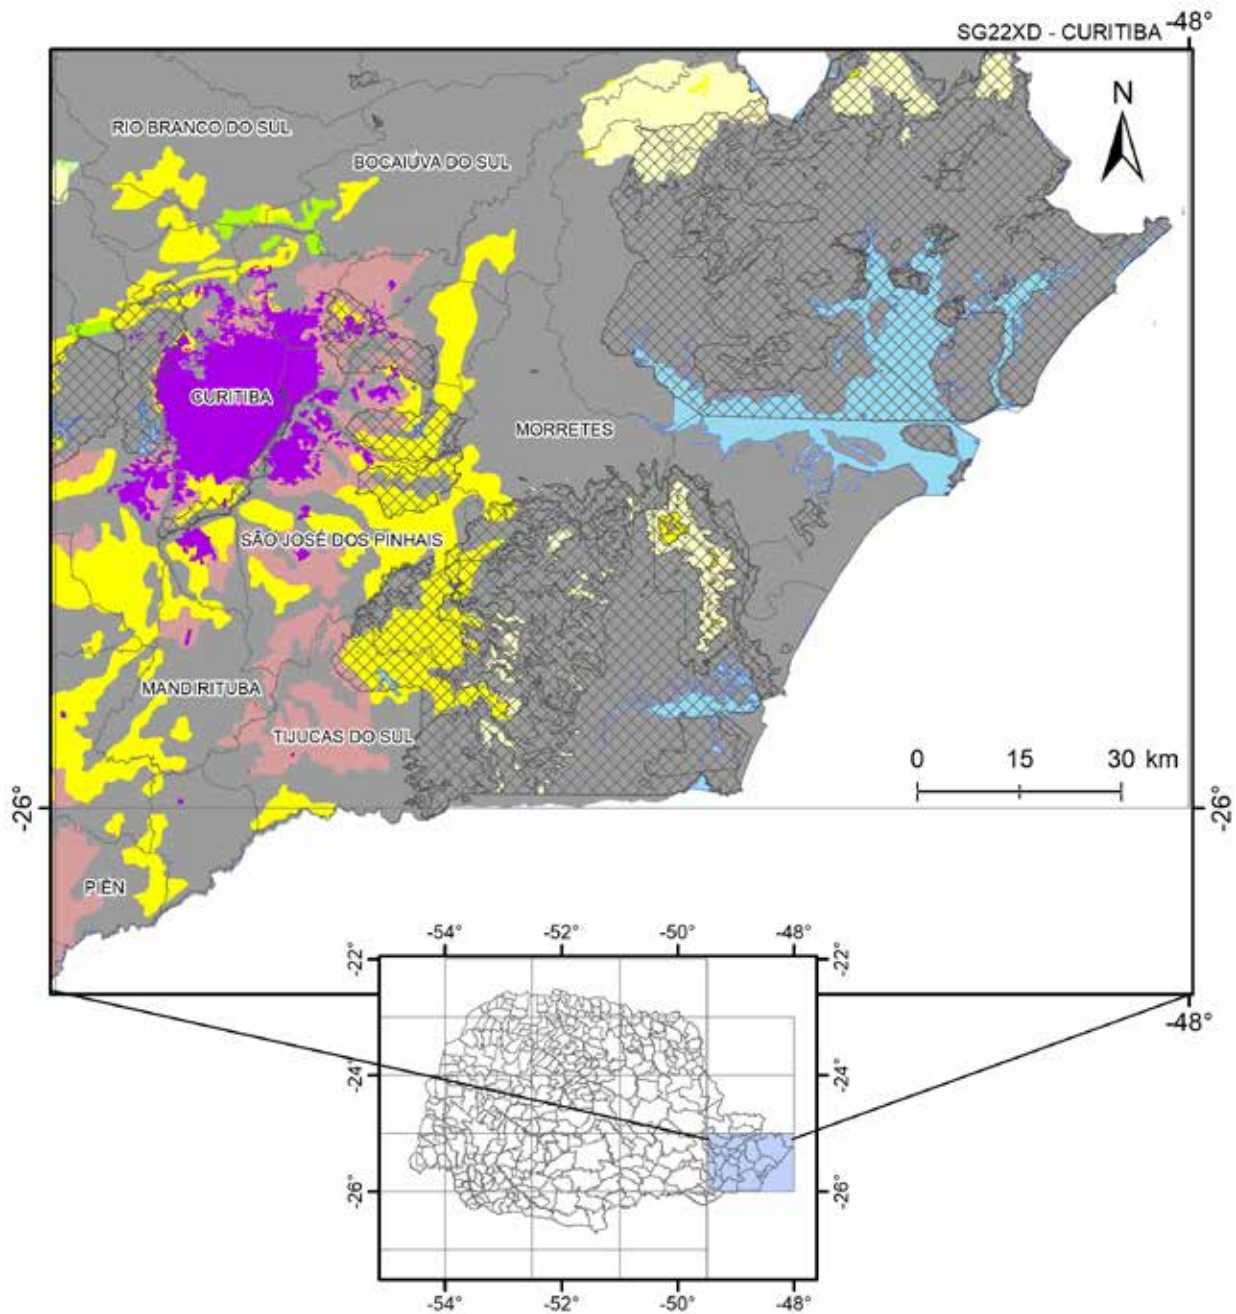 -48°
SG22XD - CURITIBA
N
RIO BRANCO DO SUL
BOCAIÚVA DO SUL
CURITIBA
MORRETES
SÃO JOSÉ DOS PINHAIS
MANDIRITUBA
TIJUCAS DO SUL
0 15 30 km
-26° -26°
PIÊN
-54° -52° -50° -48°
-22° -22°
-48°
-24° -24°
-26° -26°
-54° -52° -50° -48°